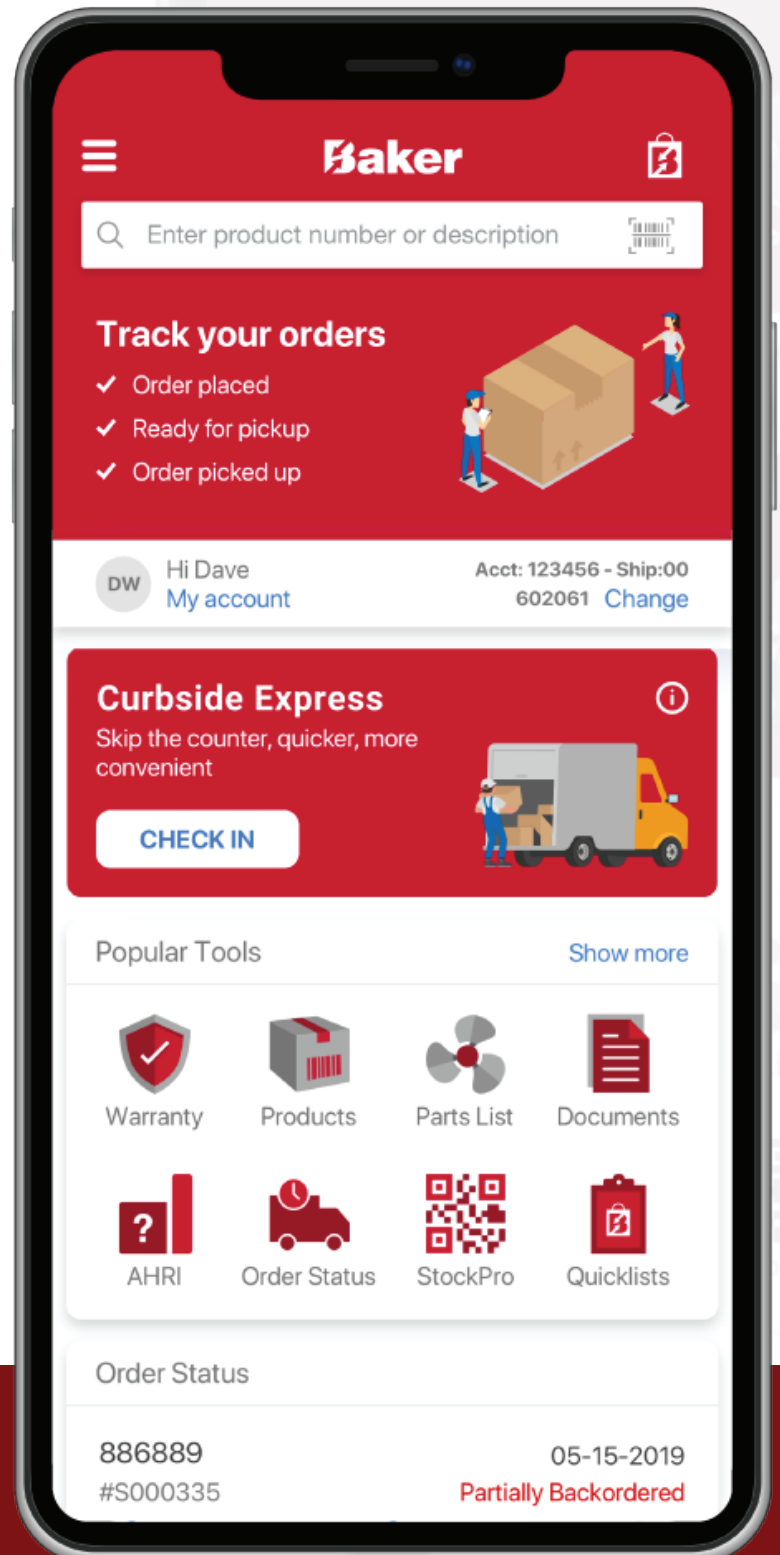 Baker
Enter product number or description
Track your orders
Order placed
Ready for pickup
Order picked up
DW
Hi Dave
My account
Acct: 123456 - Ship:00
602061 Change
Curbside Express
Skip the counter, quicker, more
convenient
CHECK IN
Popular Tools
Show more
Warranty
Products
Parts List
Documents
?
AHRI
Order Status
StockPro
Quicklists
Order Status
886889
05-15-2019
#S000335
Partially Backordered